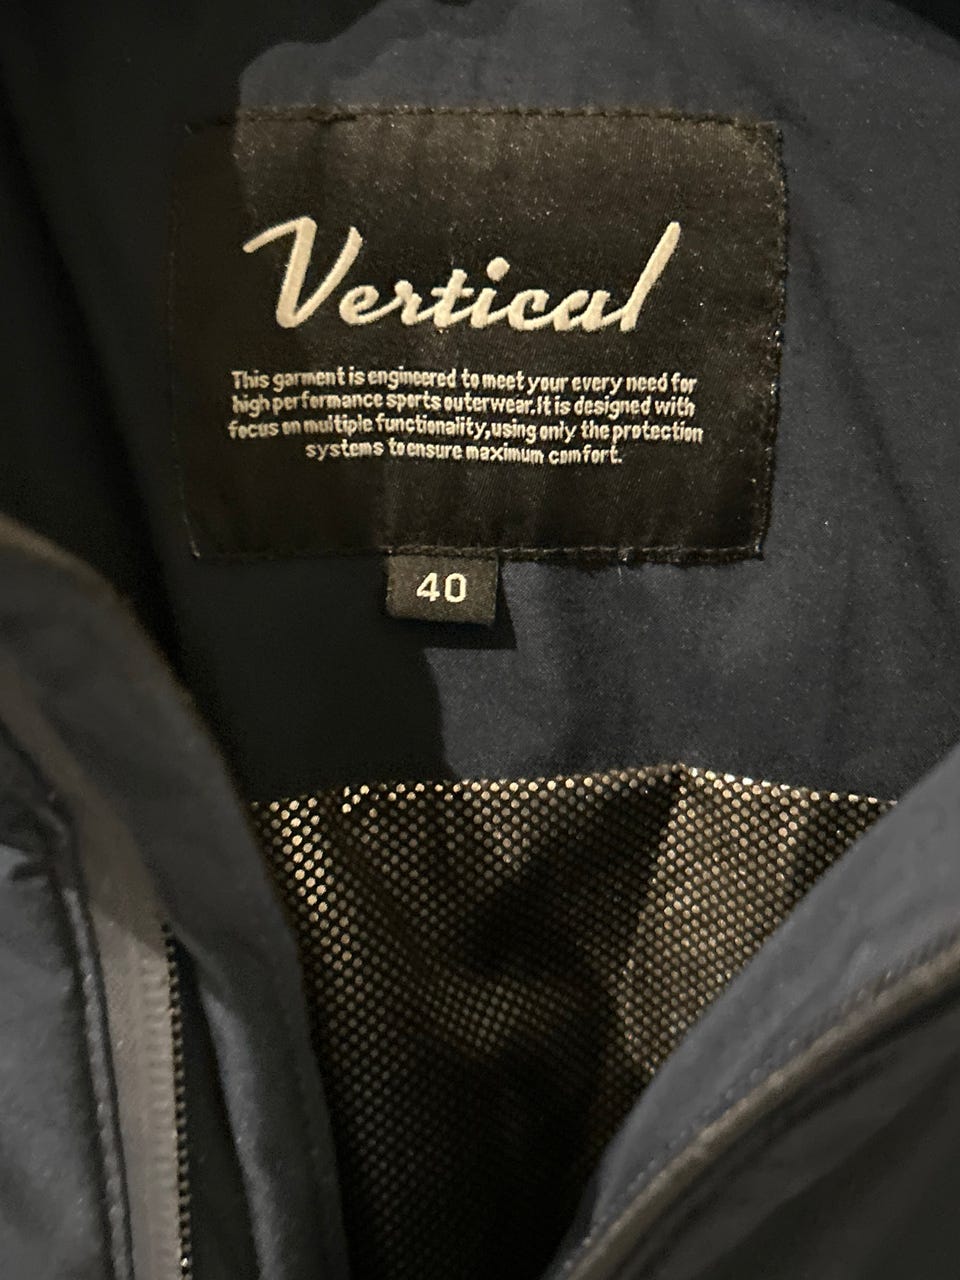 Vertical
This garment is engineered to meet your every need for
high performance sports outerwear.It is designed with
focus on multiple functionality,using only the protection
systems to ensure maximum comfort.
40